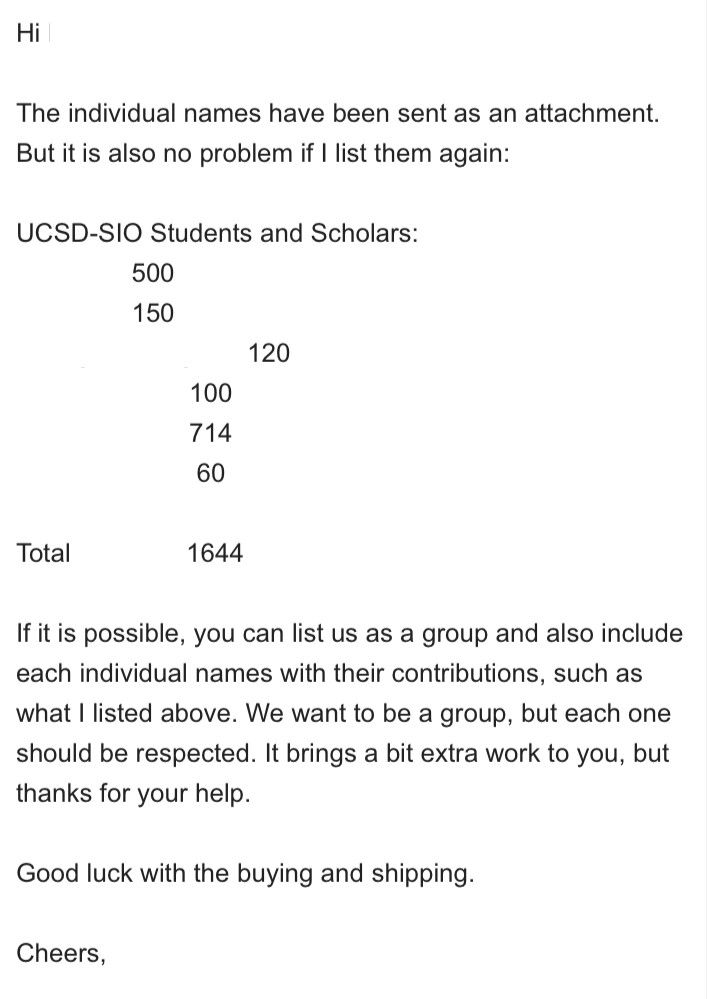 Hi
The individual names have been sent as an attachment.
But it is also no problem if I list them again:
UCSD-SIO Students and Scholars:
500
150
120
100
714
60
Total 1644
If it is possible, you can list us as a group and also include
each individual names with their contributions, such as
what I listed above. We want to be a group, but each one
should be respected. It brings a bit extra work to you, but
thanks for your help.
Good luck with the buying and shipping.
Cheers,